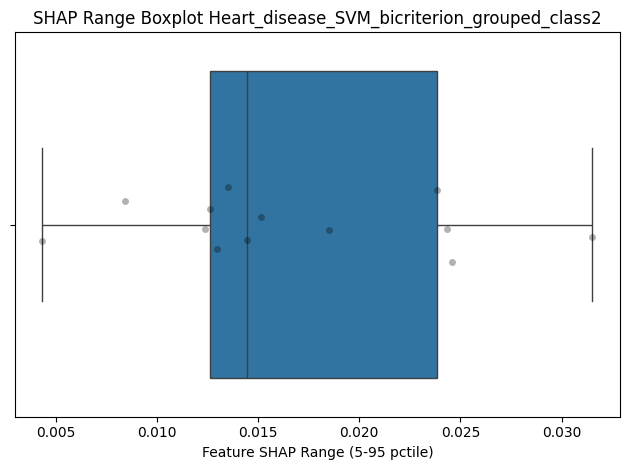 SHAP Range Boxplot Heart_disease_SVM_bicriterion_grouped_class2
0.005 0.010 0.015 0.020 0.025 0.030
Feature SHAP Range (5-95 pctile)